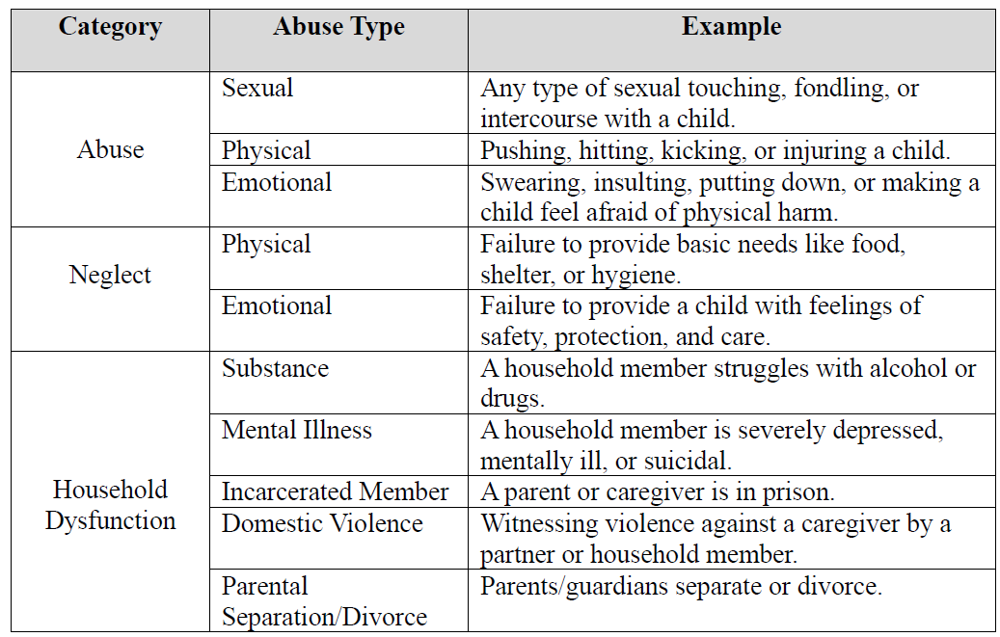 Category Abuse Type Example
Abuse
Sexual Any type of sexual touching, fondling, or
intercourse with a child.
Physical Pushing, hitting, kicking, or injuring a child.
Emotional Swearing, insulting, putting down, or making a
child feel afraid of physical harm.
Neglect
Physical Failure to provide basic needs like food,
shelter, or hygiene.
Emotional Failure to provide a child with feelings of
safety, protection, and care.
Household
Dysfunction
Substance A household member struggles with alcohol or
drugs.
Mental Illness A household member is severely depressed,
mentally ill, or suicidal.
Incarcerated Member A parent or caregiver is in prison.
Domestic Violence Witnessing violence against a caregiver by a
partner or household member.
Parental Parents/guardians separate or divorce.
Separation/Divorce